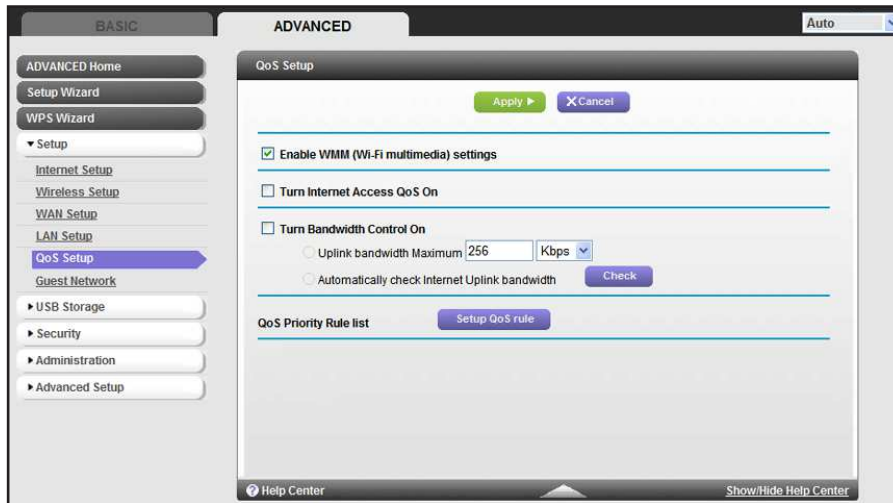 BASIC
ADVANCED
Auto
ADVANCED Home
Setup Wizard
WPS Wizard
Setup
Internet Setup
Wireless Setup
WAN Setup
LAN Setup
QoS Setup
Guest Network
USB Storage
Security
Administration
Advanced Setup
QoS Setup
Apply
Cancel
Enable WMM (Wi-Fi multimedia) settings
Turn Internet Access QoS On
Turn Bandwidth Control On
Uplink bandwidth Maximum 256 Kbps
Automatically check Internet Uplink bandwidth Check
QoS Priority Rule list Setup QoS rule
Help Center Show/Hide Help Center